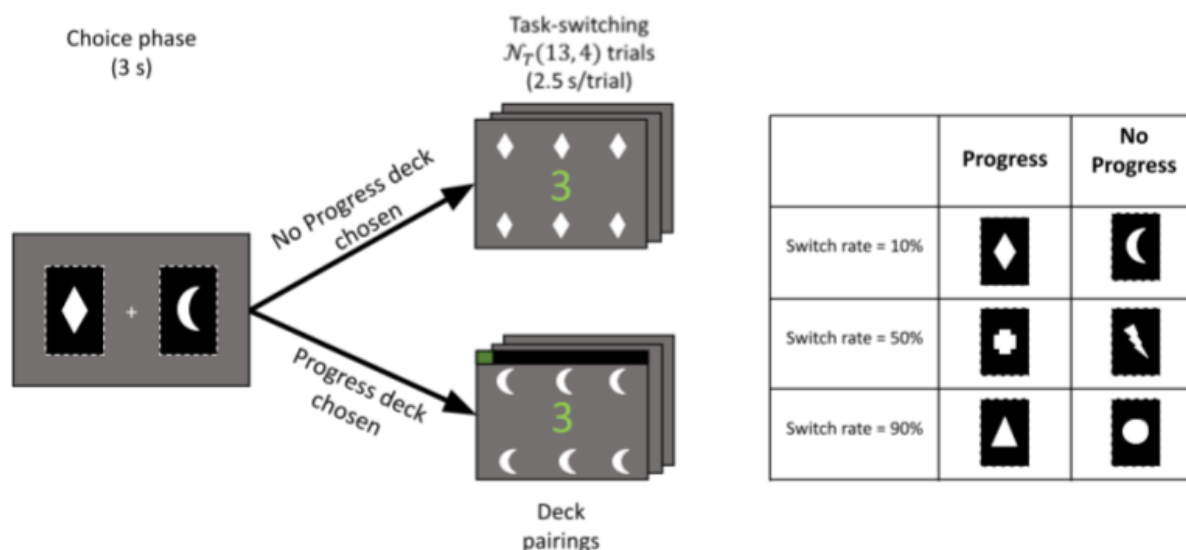 Choice phase
(3 s)
Task-switching
𝒩_T(13, 4) trials
(2.5 s/trial)
No Progress deck
chosen
3
+
Progress deck
chosen
3
Deck
pairings
Progress
No
Progress
Switch rate = 10%
Switch rate = 50%
Switch rate = 90%